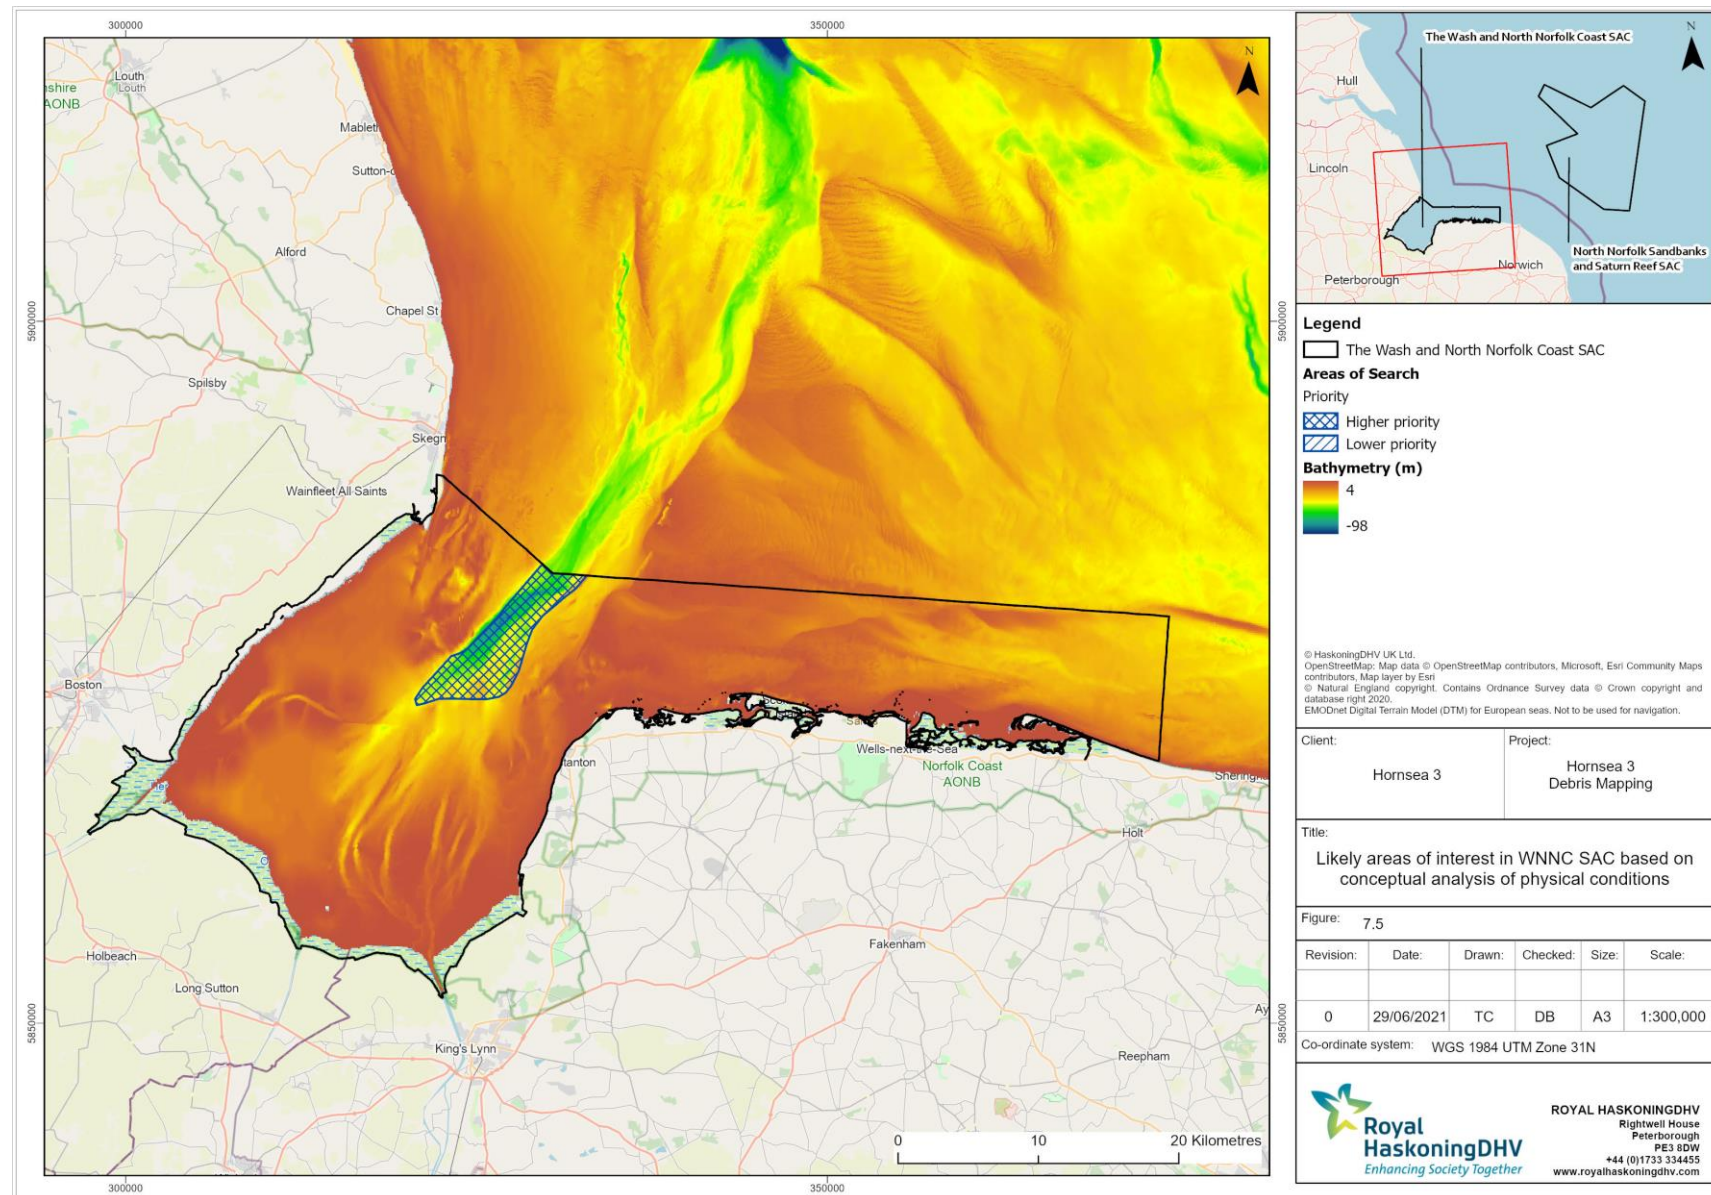 300000
350000
N
Louth
Louth
shire
AONB
Mableth
Sutton-o
Alford
Chapel St
5900000
5900000
Spilsby
Skegn
Wainfleet All Saints
Boston
Wells-next-the-Sea
Norfolk Coast
AONB
Sheringh
stanton
Holt
Fakenham
Holbeach
Long Sutton
Ay
5850000
5850000
King's Lynn
Reepham
0 10 20 Kilometres
300000
350000
The Wash and North Norfolk Coast SAC
N
Hull
Lincoln
North Norfolk Sandbanks
and Saturn Reef SAC
Norwich
Peterborough
Legend
The Wash and North Norfolk Coast SAC
Areas of Search
Priority
Higher priority
Lower priority
Bathymetry (m)
4
-98
© HaskoningDHV UK Ltd.
OpenStreetMap: Map data © OpenStreetMap contributors, Microsoft, Esri Community Maps
contributors, Map layer by Esri
© Natural England copyright. Contains Ordnance Survey data © Crown copyright and
database right 2020.
EMODnet Digital Terrain Model (DTM) for European seas. Not to be used for navigation.
Client:
Hornsea 3
Project:
Hornsea 3
Debris Mapping
Title:
Likely areas of interest in WNNC SAC based on
conceptual analysis of physical conditions
Figure: 7.5
Revision: Date: Drawn: Checked: Size: Scale:
0 29/06/2021 TC DB A3 1:300,000
Co-ordinate system: WGS 1984 UTM Zone 31N
Royal
HaskoningDHV
Enhancing Society Together
ROYAL HASKONINGDHV
Rightwell House
Peterborough
PE3 8DW
+44 (0)1733 334455
www.royalhaskoningdhv.com